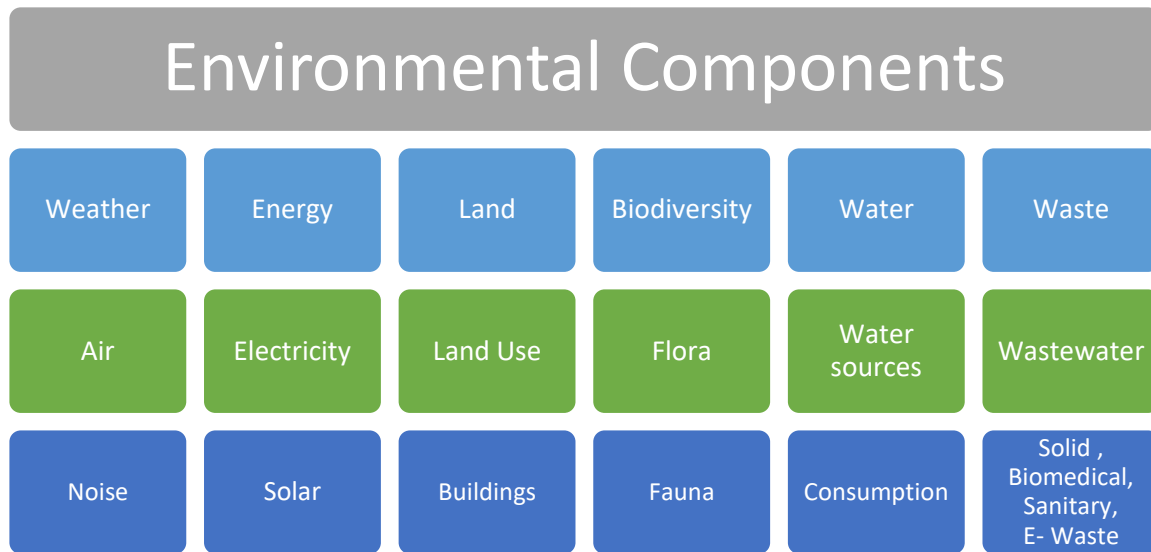 Environmental Components
Weather
Energy
Land
Biodiversity
Water
Waste
Air
Electricity
Land Use
Flora
Water
sources
Wastewater
Noise
Solar
Buildings
Fauna
Consumption
Solid ,
Biomedical,
Sanitary,
E- Waste